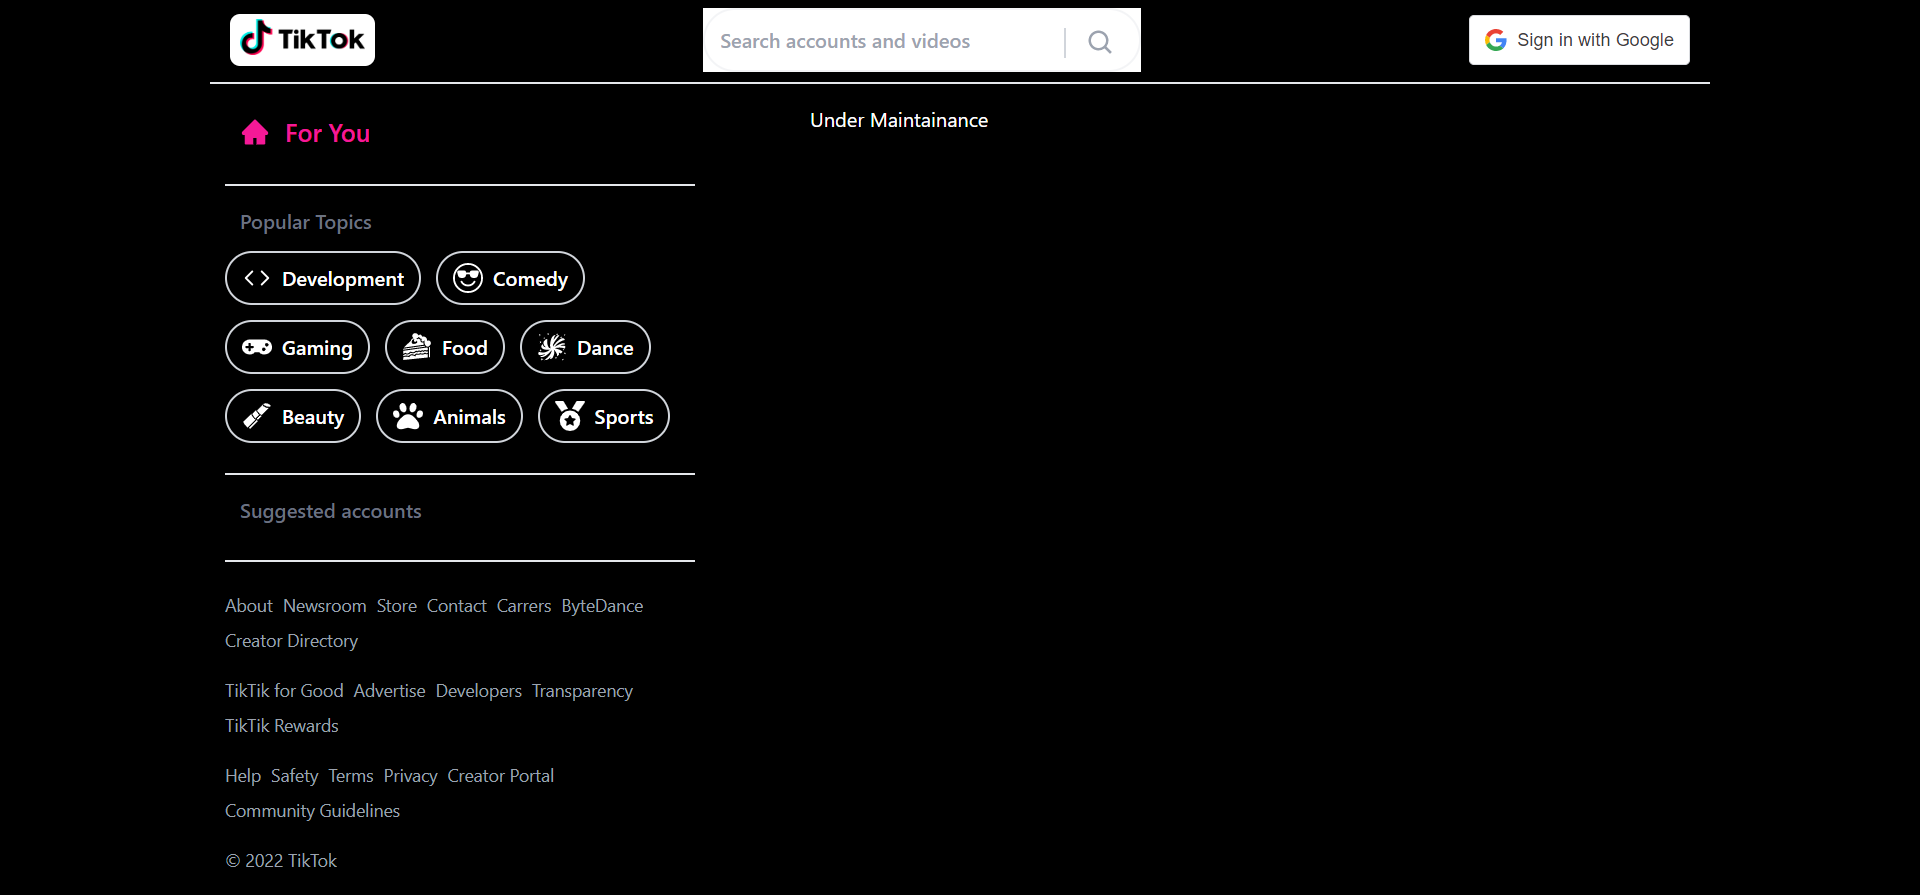 TikTok
Search accounts and videos
Sign in with Google
For You
Under Maintainance
Popular Topics
Development
Comedy
Gaming
Food
Dance
Beauty
Animals
Sports
Suggested accounts
About Newsroom Store Contact Carrers ByteDance
Creator Directory
TikTik for Good Advertise Developers Transparency
TikTik Rewards
Help Safety Terms Privacy Creator Portal
Community Guidelines
© 2022 TikTok